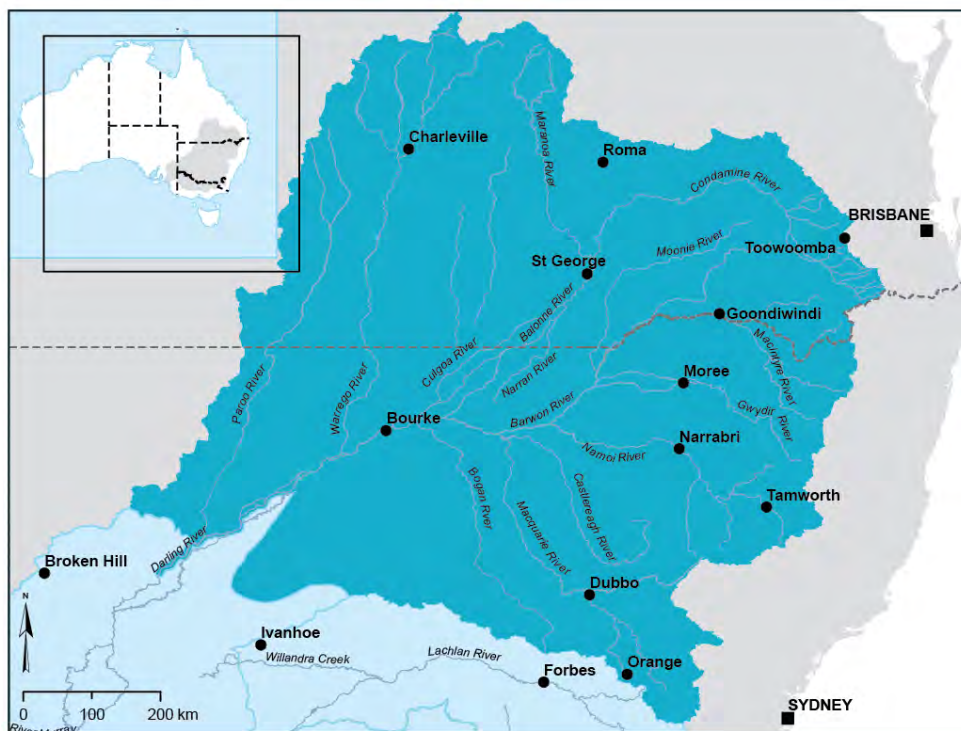 Charleville
Roma
Maranoa River
Condamine River
BRISBANE
Toowoomba
Moonie River
St George
Balonne River
Goondiwindi
Culgoa River
Narran River
Macintyre River
Paroo River
Warrego River
Moree
Gwydir River
Barwon River
Bourke
Narrabri
Namoi River
Bogan River
Castlereagh River
Macquarie River
Tamworth
Darling River
Broken Hill
Dubbo
N
Ivanhoe
Willandra Creek
Lachlan River
Forbes
Orange
0 100 200 km
SYDNEY